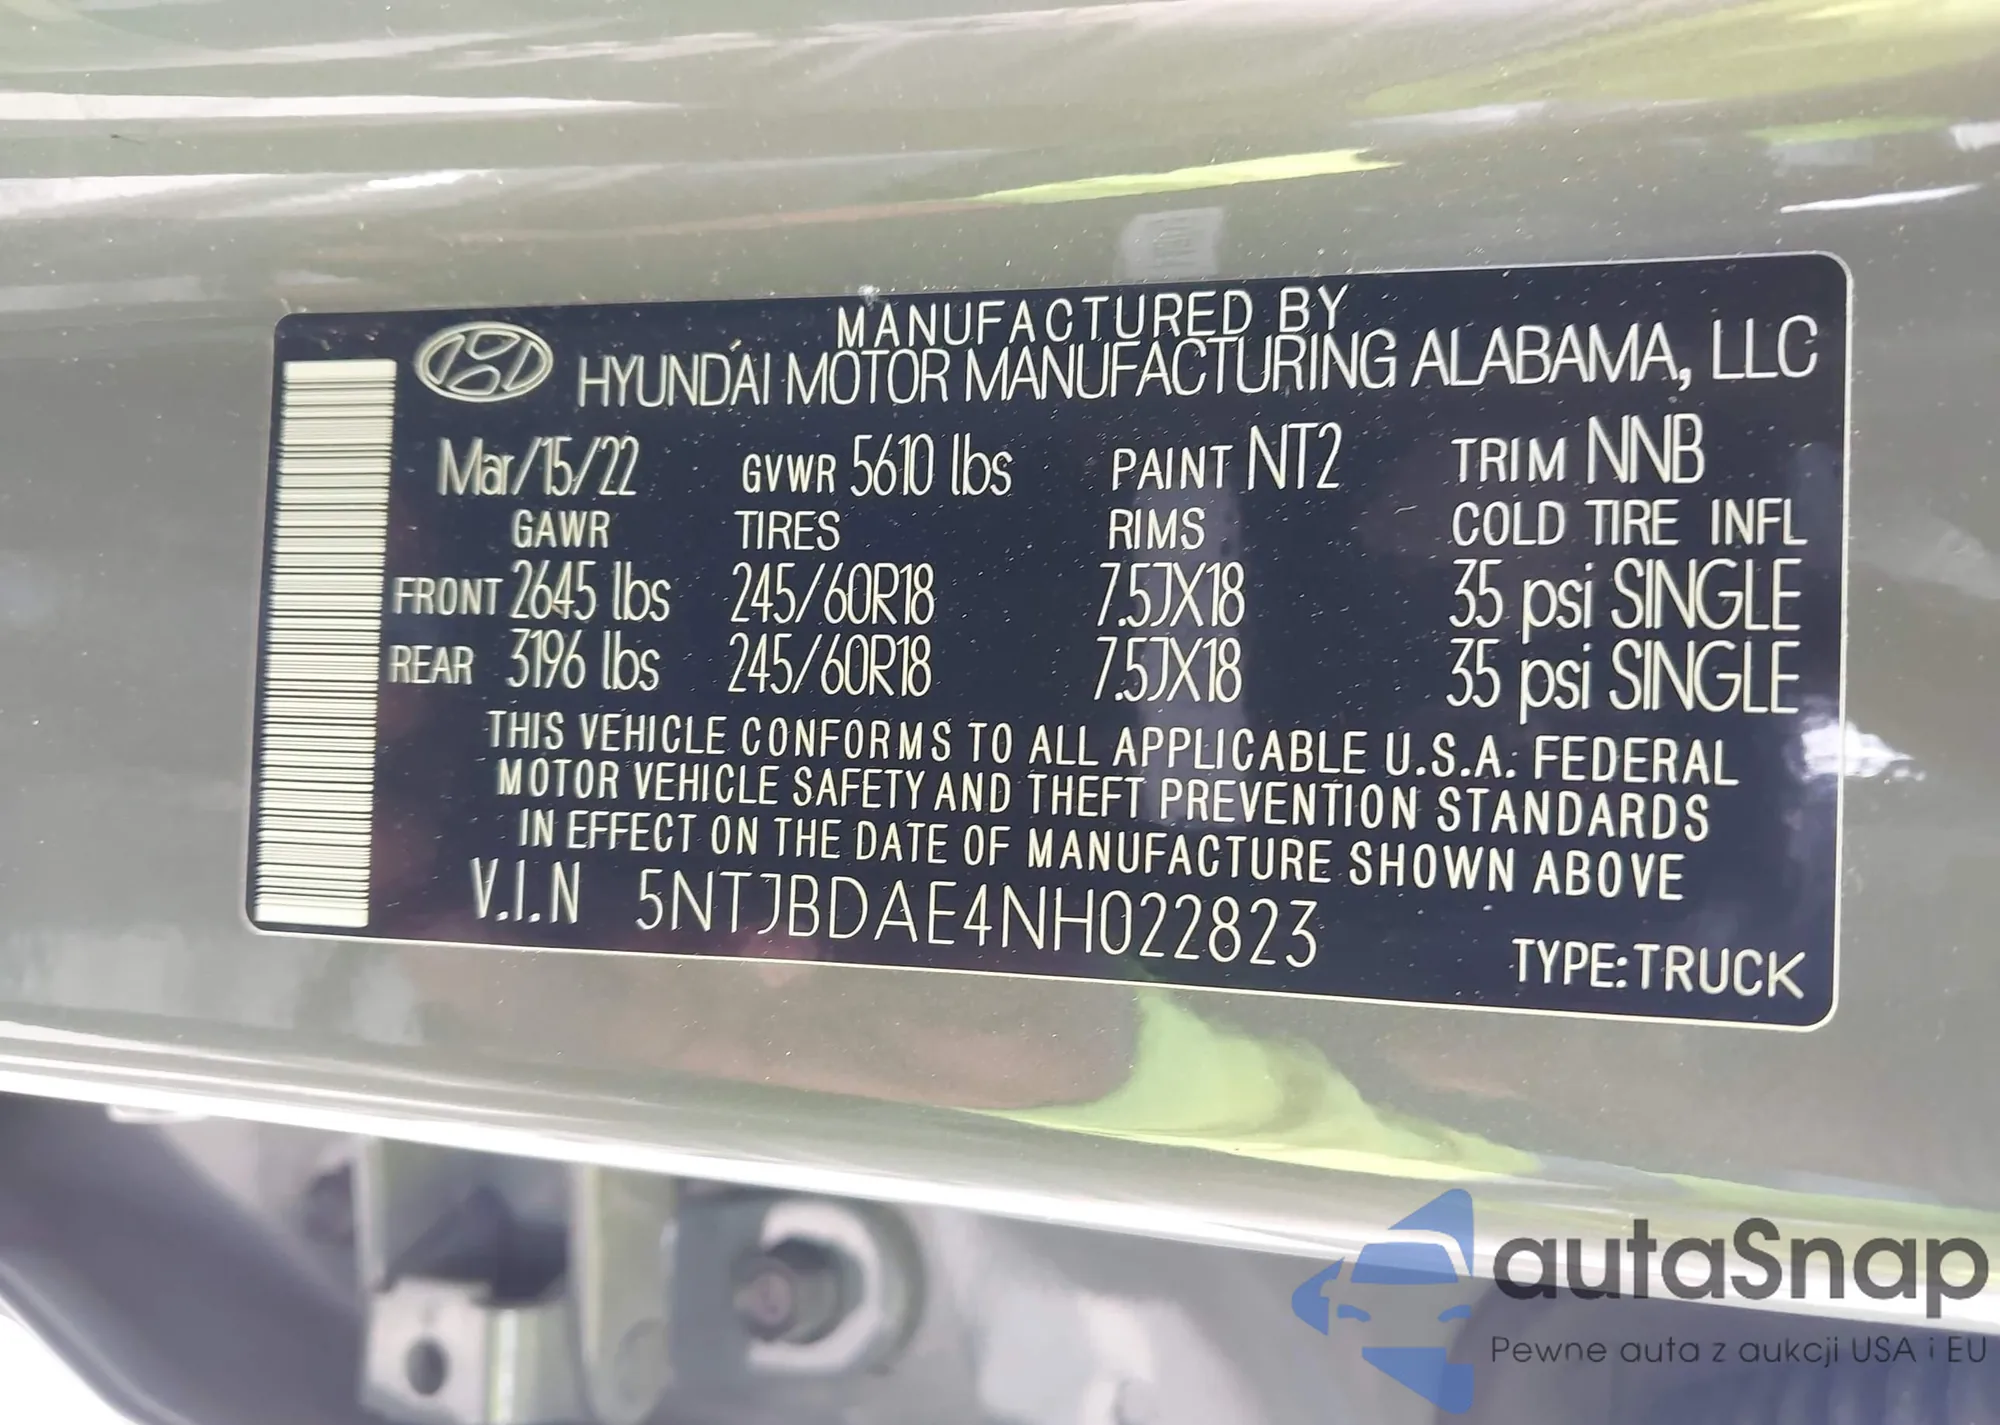 MANUFACTURED BY
HYUNDAI MOTOR MANUFACTURING ALABAMA, LLC
Mar/15/22 GVWR 5610 lbs PAINT NT2 TRIM NNB
GAWR TIRES RIMS COLD TIRE INFL
FRONT 2645 lbs 245/60R18 7.5JX18 35 psi SINGLE
REAR 3196 lbs 245/60R18 7.5JX18 35 psi SINGLE
THIS VEHICLE CONFORMS TO ALL APPLICABLE U.S.A. FEDERAL
MOTOR VEHICLE SAFETY AND THEFT PREVENTION STANDARDS
IN EFFECT ON THE DATE OF MANUFACTURE SHOWN ABOVE
V.I.N 5NTJBDAE4NH022823
TYPE:TRUCK
autaSnap
Pewne auta z aukcji USA i EU